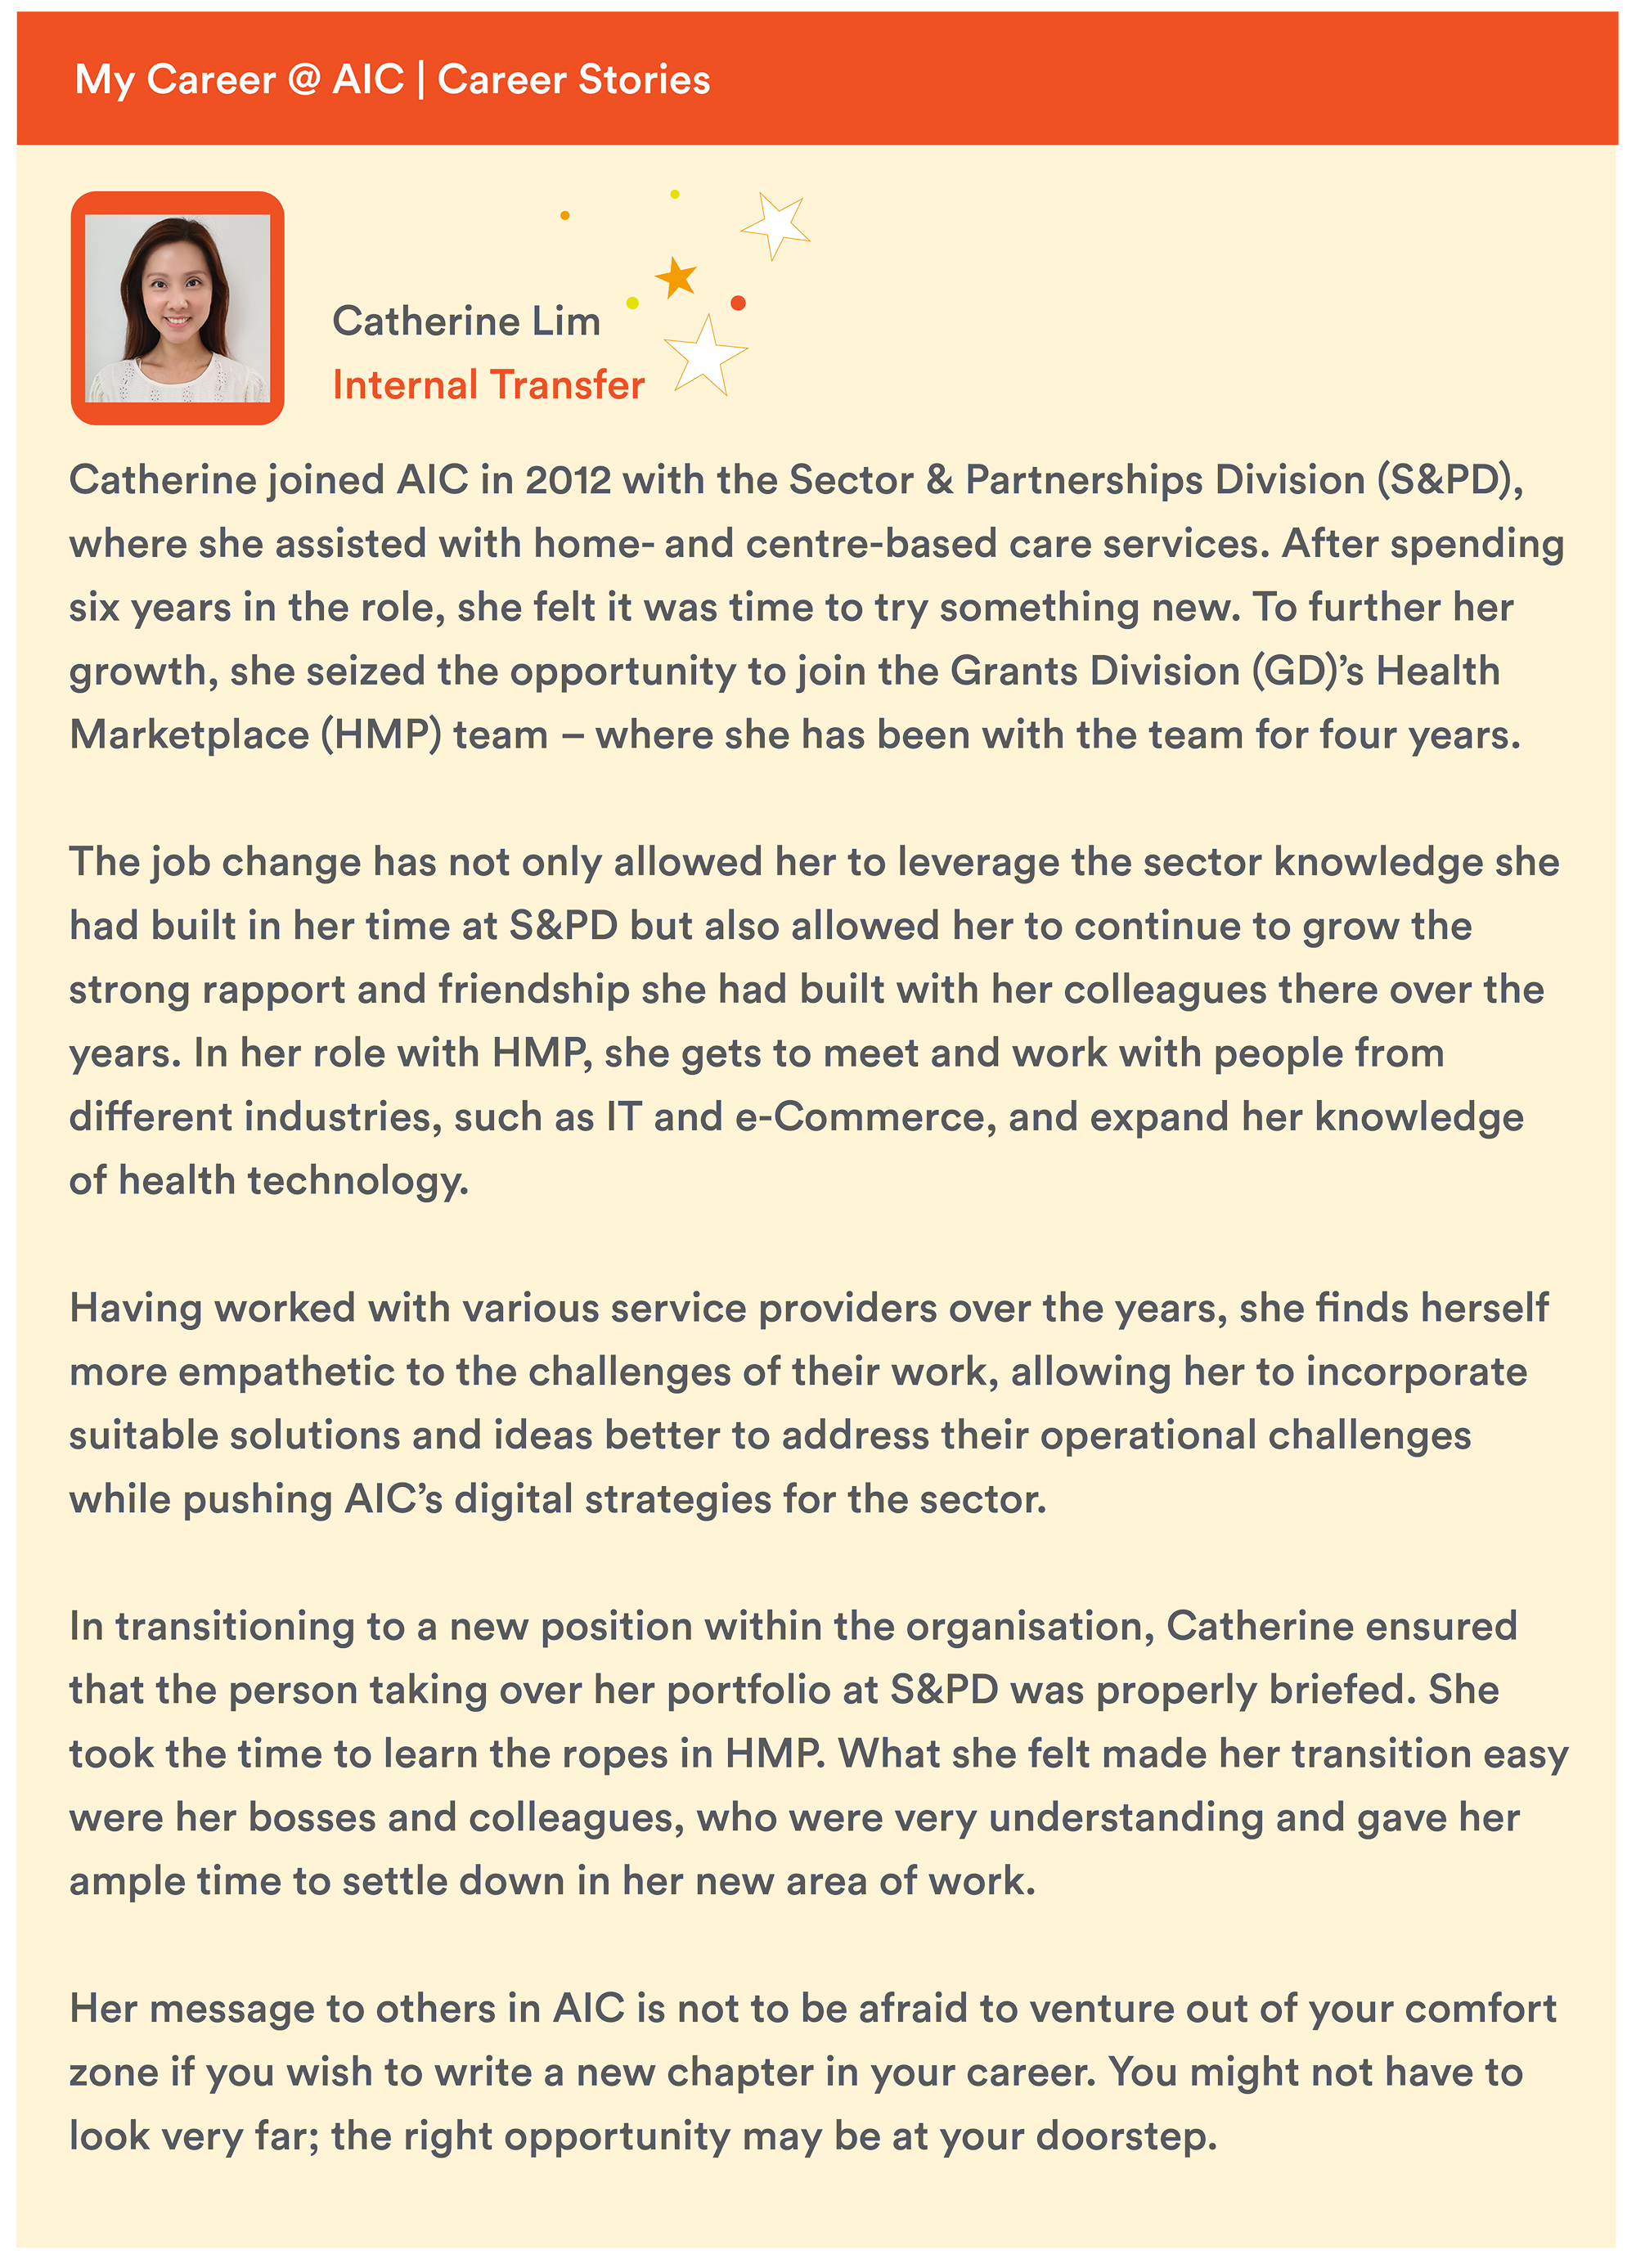 My Career @ AIC | Career Stories
Catherine Lim
Internal Transfer
Catherine joined AIC in 2012 with the Sector & Partnerships Division (S&PD),
where she assisted with home- and centre-based care services. After spending
six years in the role, she felt it was time to try something new. To further her
growth, she seized the opportunity to join the Grants Division (GD)’s Health
Marketplace (HMP) team – where she has been with the team for four years.
The job change has not only allowed her to leverage the sector knowledge she
had built in her time at S&PD but also allowed her to continue to grow the
strong rapport and friendship she had built with her colleagues there over the
years. In her role with HMP, she gets to meet and work with people from
different industries, such as IT and e-Commerce, and expand her knowledge
of health technology.
Having worked with various service providers over the years, she finds herself
more empathetic to the challenges of their work, allowing her to incorporate
suitable solutions and ideas better to address their operational challenges
while pushing AIC’s digital strategies for the sector.
In transitioning to a new position within the organisation, Catherine ensured
that the person taking over her portfolio at S&PD was properly briefed. She
took the time to learn the ropes in HMP. What she felt made her transition easy
were her bosses and colleagues, who were very understanding and gave her
ample time to settle down in her new area of work.
Her message to others in AIC is not to be afraid to venture out of your comfort
zone if you wish to write a new chapter in your career. You might not have to
look very far; the right opportunity may be at your doorstep.